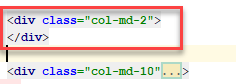 <div class="col-md-2">
</div>
<div class="col-md-10"...>